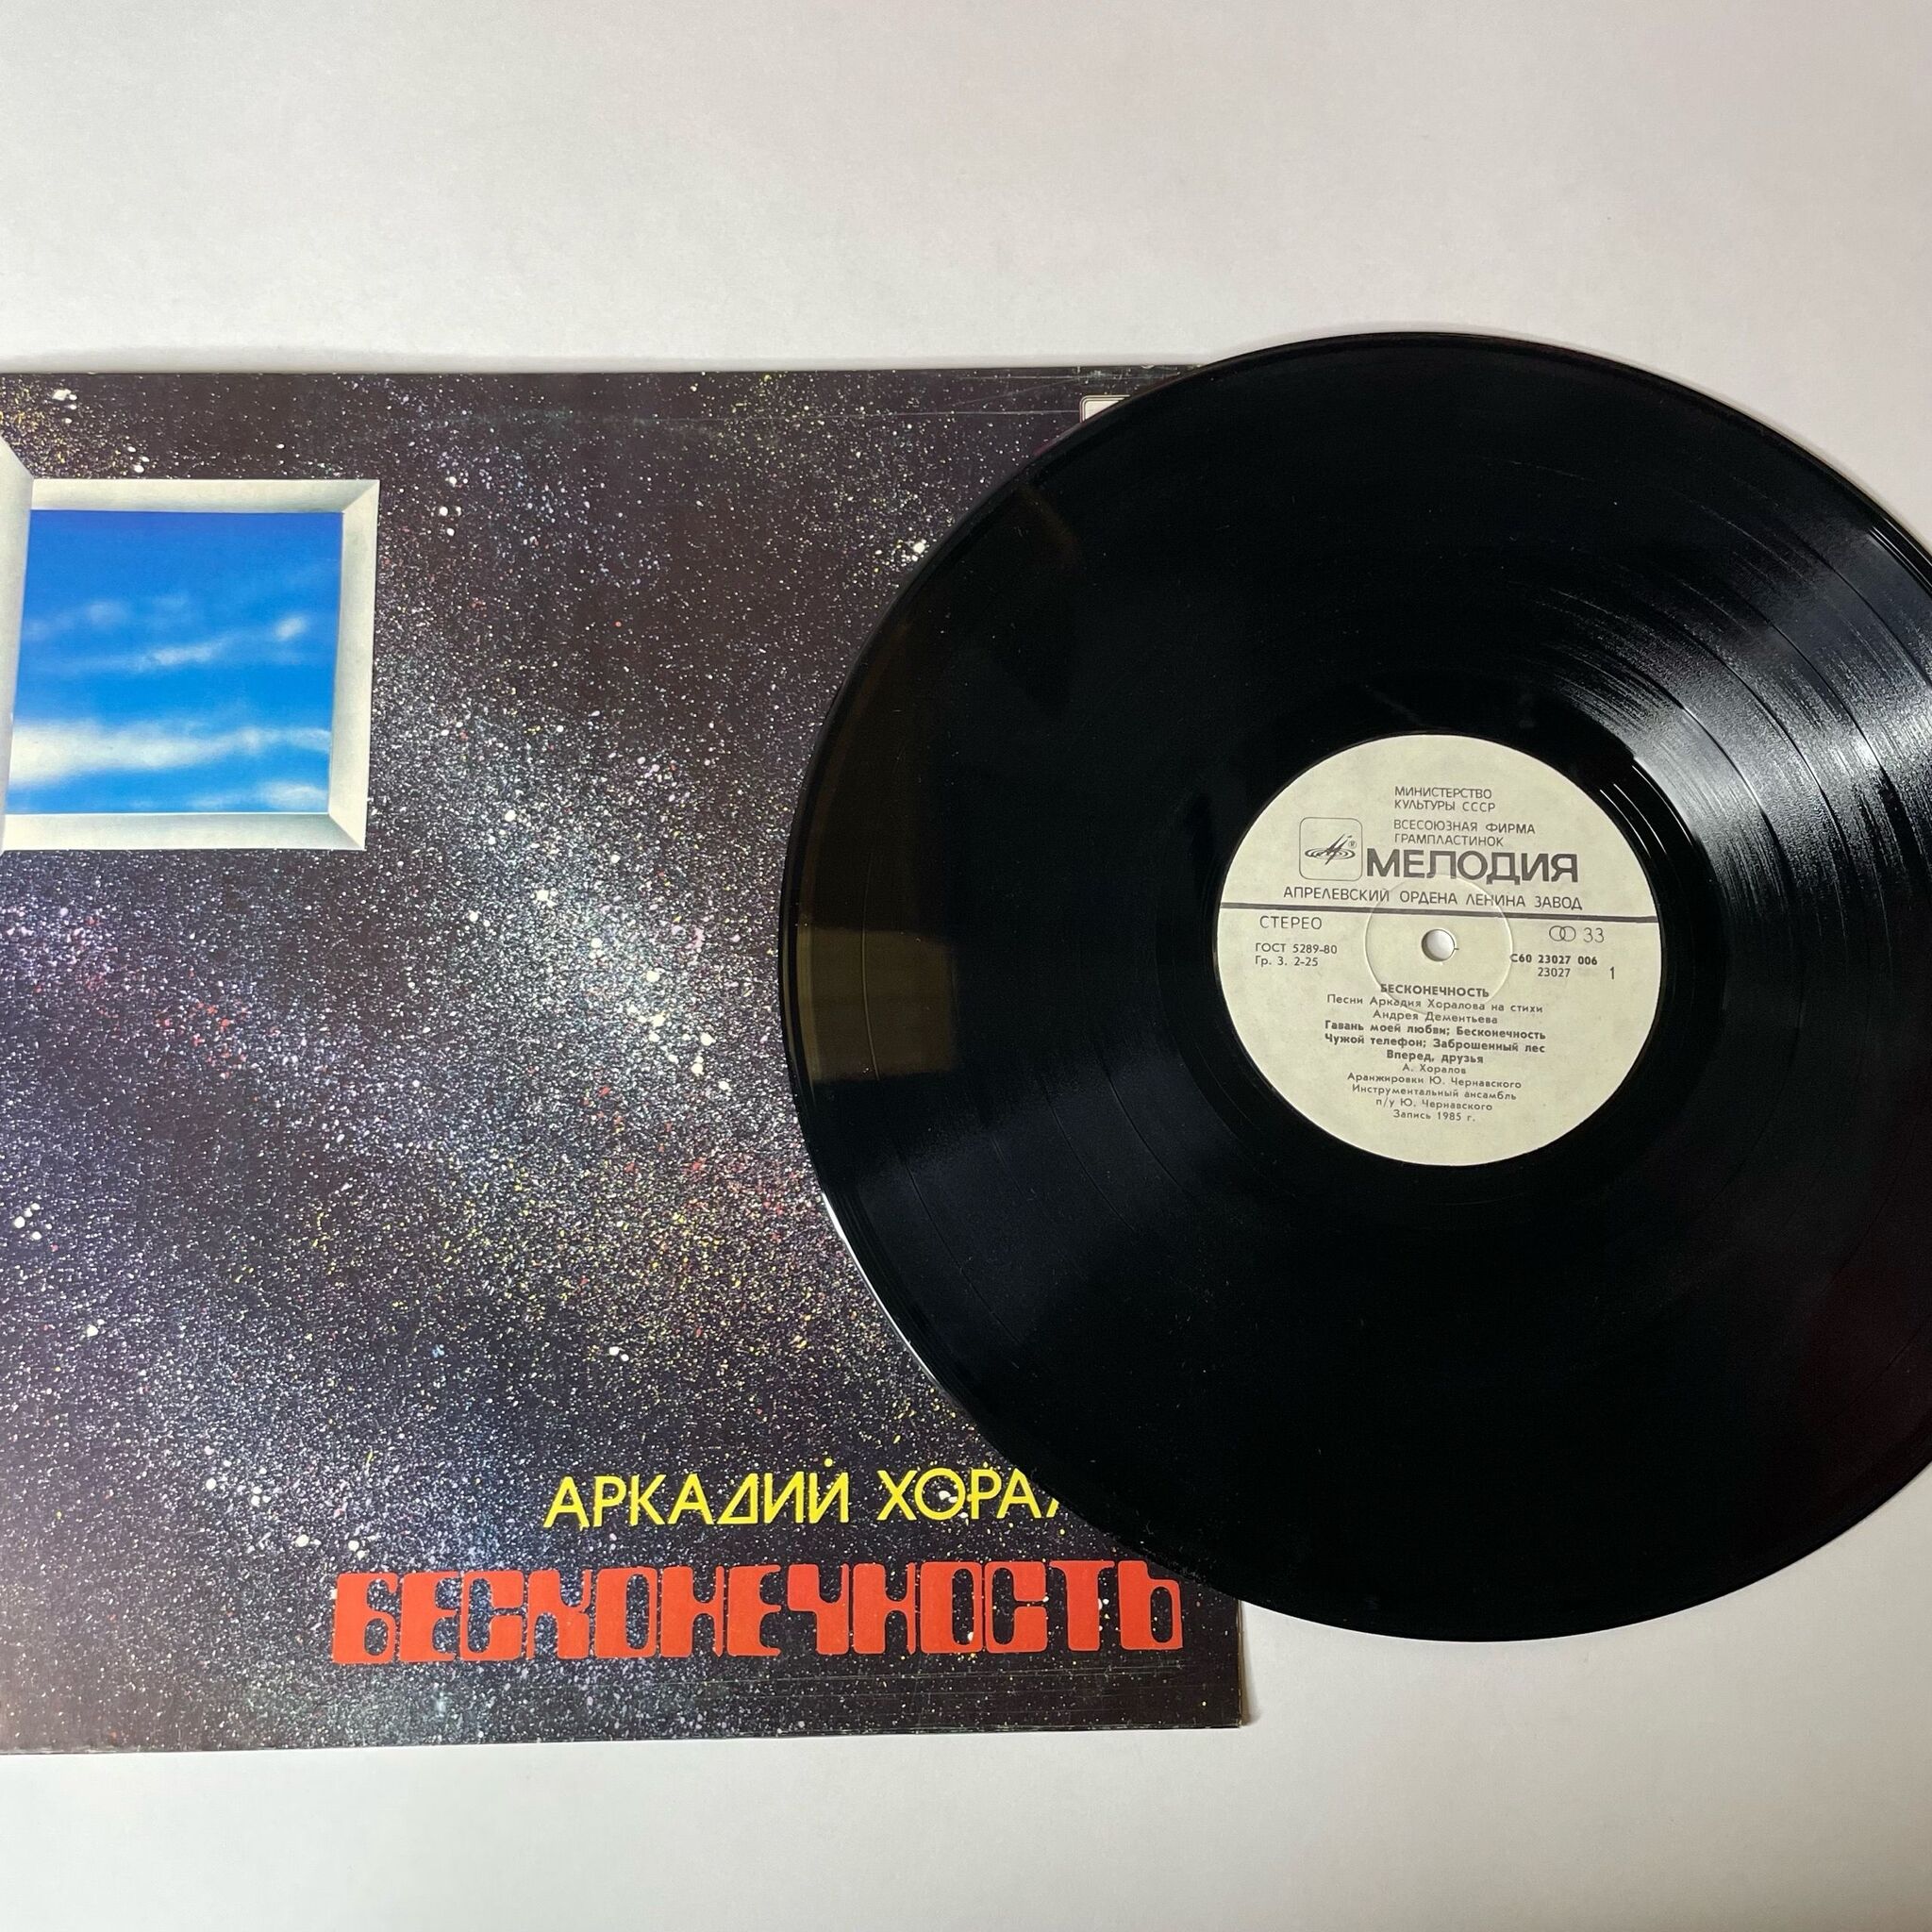 АРКАДИЙ ХОРАЛ
БЕСКОНЕЧНОСТЬ
МИНИСТЕРСТВО
КУЛЬТУРЫ СССР
ВСЕСОЮЗНАЯ ФИРМА
ГРАМПЛАСТИНОК
МЕЛОДИЯ
АПРЕЛЕВСКИЙ ОРДЕНА ЛЕНИНА ЗАВОД
СТЕРЕО
33
ГОСТ 5289-80
Гр. 3. 2-25
С60 23027 006
23027 1
БЕСКОНЕЧНОСТЬ
Песни Аркадия Хоралова на стихи
Андрея Дементьева
Гавань моей любви; Бесконечность
Чужой телефон; Заброшенный лес
Вперед, друзья
А. Хоралов
Аранжировки Ю. Чернавского
Инструментальный ансамбль
п/у Ю. Чернавского
Запись 1985 г.